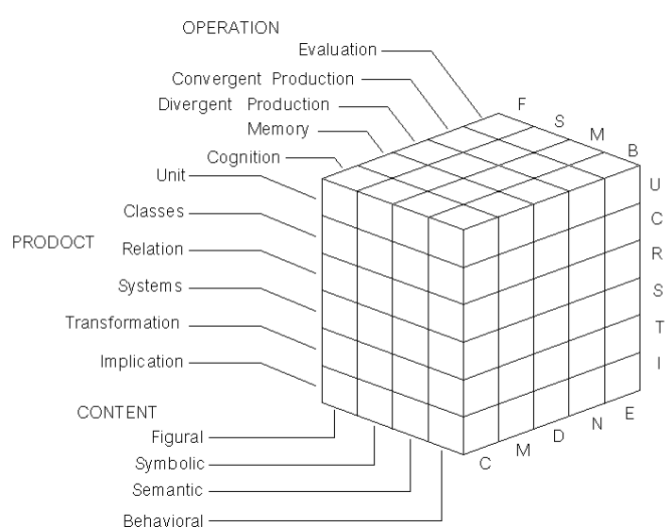 OPERATION
Evaluation
Convergent Production
Divergent Production
Memory
Cognition
F
S
M
B
Unit
Classes
PRODUCT
Relation
Systems
Transformation
Implication
U
C
R
S
T
I
CONTENT
Figural
Symbolic
Semantic
Behavioral
C
M
D
N
E